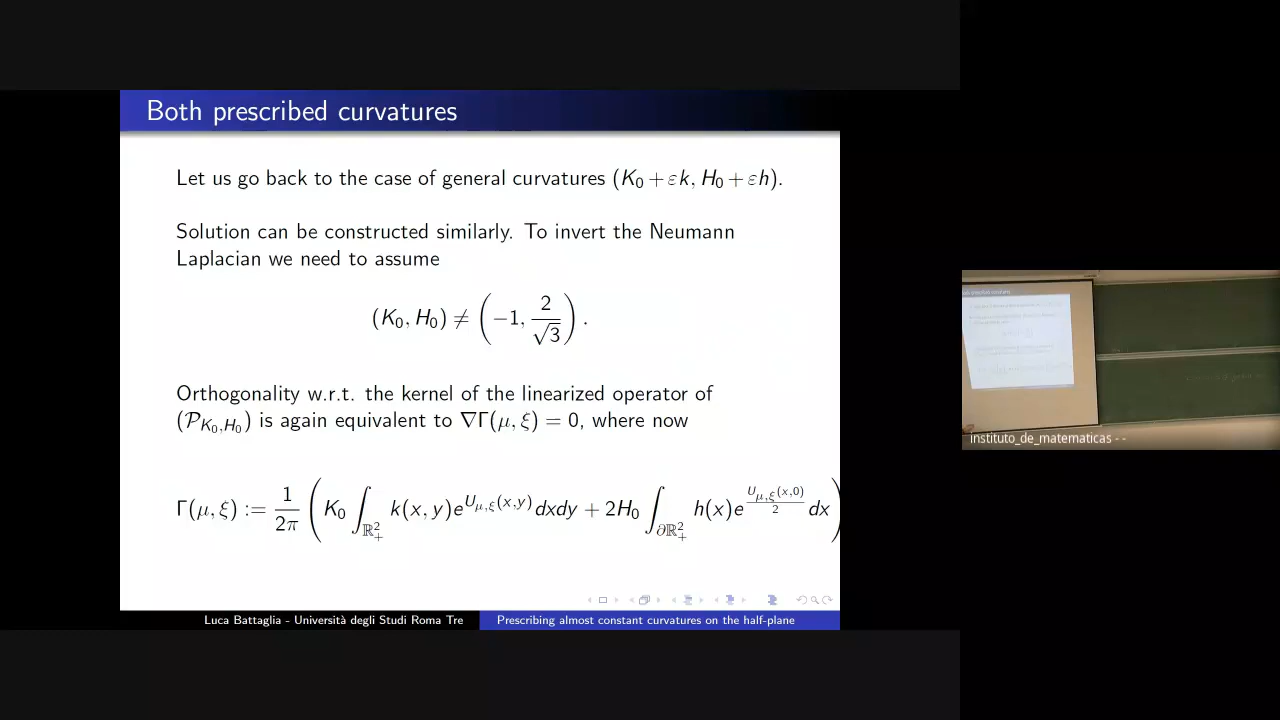 Both prescribed curvatures
Let us go back to the case of general curvatures (K₀ + εk, H₀ + εh).
Solution can be constructed similarly. To invert the Neumann
Laplacian we need to assume
(K₀, H₀) ≠ (−1, 2/√3).
Orthogonality w.r.t. the kernel of the linearized operator of
(𝒫_{K₀,H₀}) is again equivalent to ∇Γ(μ, ξ) = 0, where now
Γ(μ, ξ) := 1/2π (K₀ ∫_{ℝ²₊} k(x, y)e^{U_{μ,ξ}(x,y)} dxdy + 2H₀ ∫_{∂ℝ²₊} h(x)e^{U_{μ,ξ}(x,0)/2} dx)
Luca Battaglia - Università degli Studi Roma Tre
Prescribing almost constant curvatures on the half-plane
instituto_de_matematicas - -